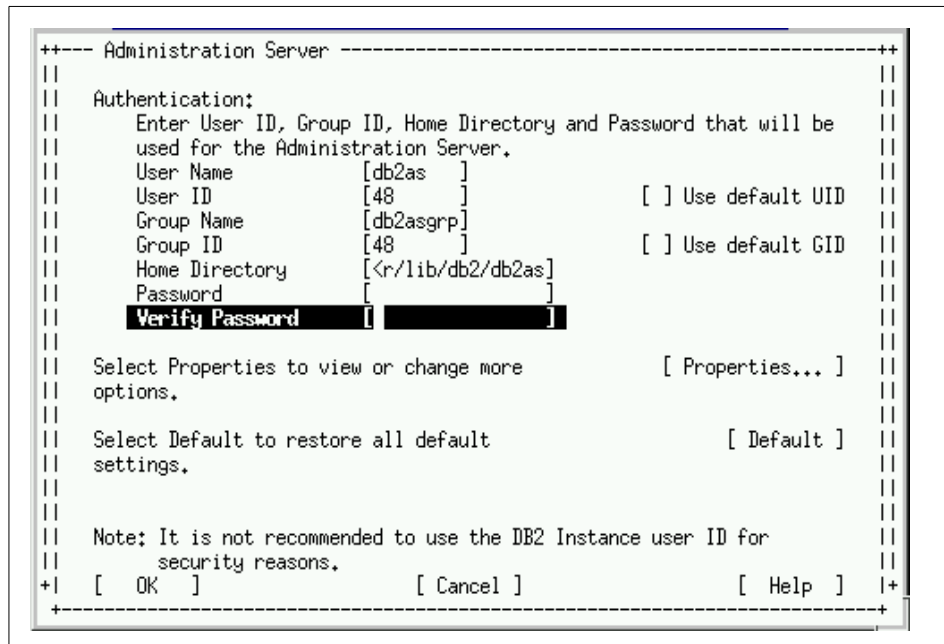 ++--- Administration Server --------------------------------------------------++
Authentication:
Enter User ID, Group ID, Home Directory and Password that will be
used for the Administration Server.
User Name [db2as ]
User ID [48 ] [ ] Use default UID
Group Name [db2asgrp]
Group ID [48 ] [ ] Use default GID
Home Directory [<r/lib/db2/db2as]
Password [ ]
Verify Password [ ]
Select Properties to view or change more [ Properties... ]
options.
Select Default to restore all default [ Default ]
settings.
Note: It is not recommended to use the DB2 Instance user ID for
security reasons.
[ OK ] [ Cancel ] [ Help ]